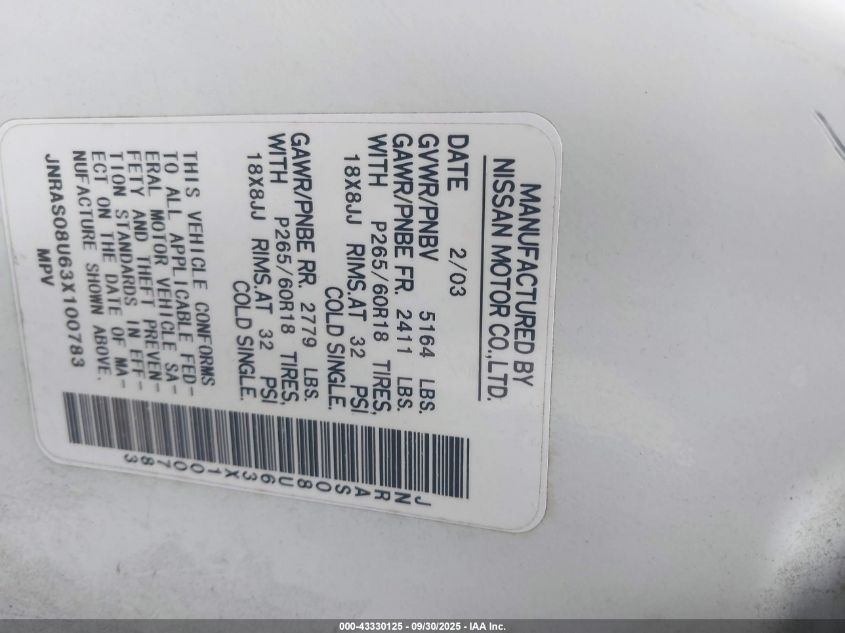 MANUFACTURED BY
NISSAN MOTOR CO.,LTD.
DATE 2/03
GVWR/PNBV 5164 LBS.
GAWR/PNBE FR. 2411 LBS.
WITH P265/60R18 TIRES,
18X8JJ RIMS.AT 32 PSI
COLD SINGLE.
GAWR/PNBE RR. 2779 LBS.
WITH P265/60R18 TIRES,
18X8JJ RIMS.AT 32 PSI
COLD SINGLE.
THIS VEHICLE CONFORMS
TO ALL APPLICABLE FED-
ERAL MOTOR VEHICLE SA-
FETY AND THEFT PREVEN-
TION STANDARDS IN EFF-
ECT ON THE DATE OF MA-
NUFACTURE SHOWN ABOVE.
JNRAS08U63X100783
MPV
JNRAS08U63X100783
000-43330125 - 09/30/2025 - IAA Inc.